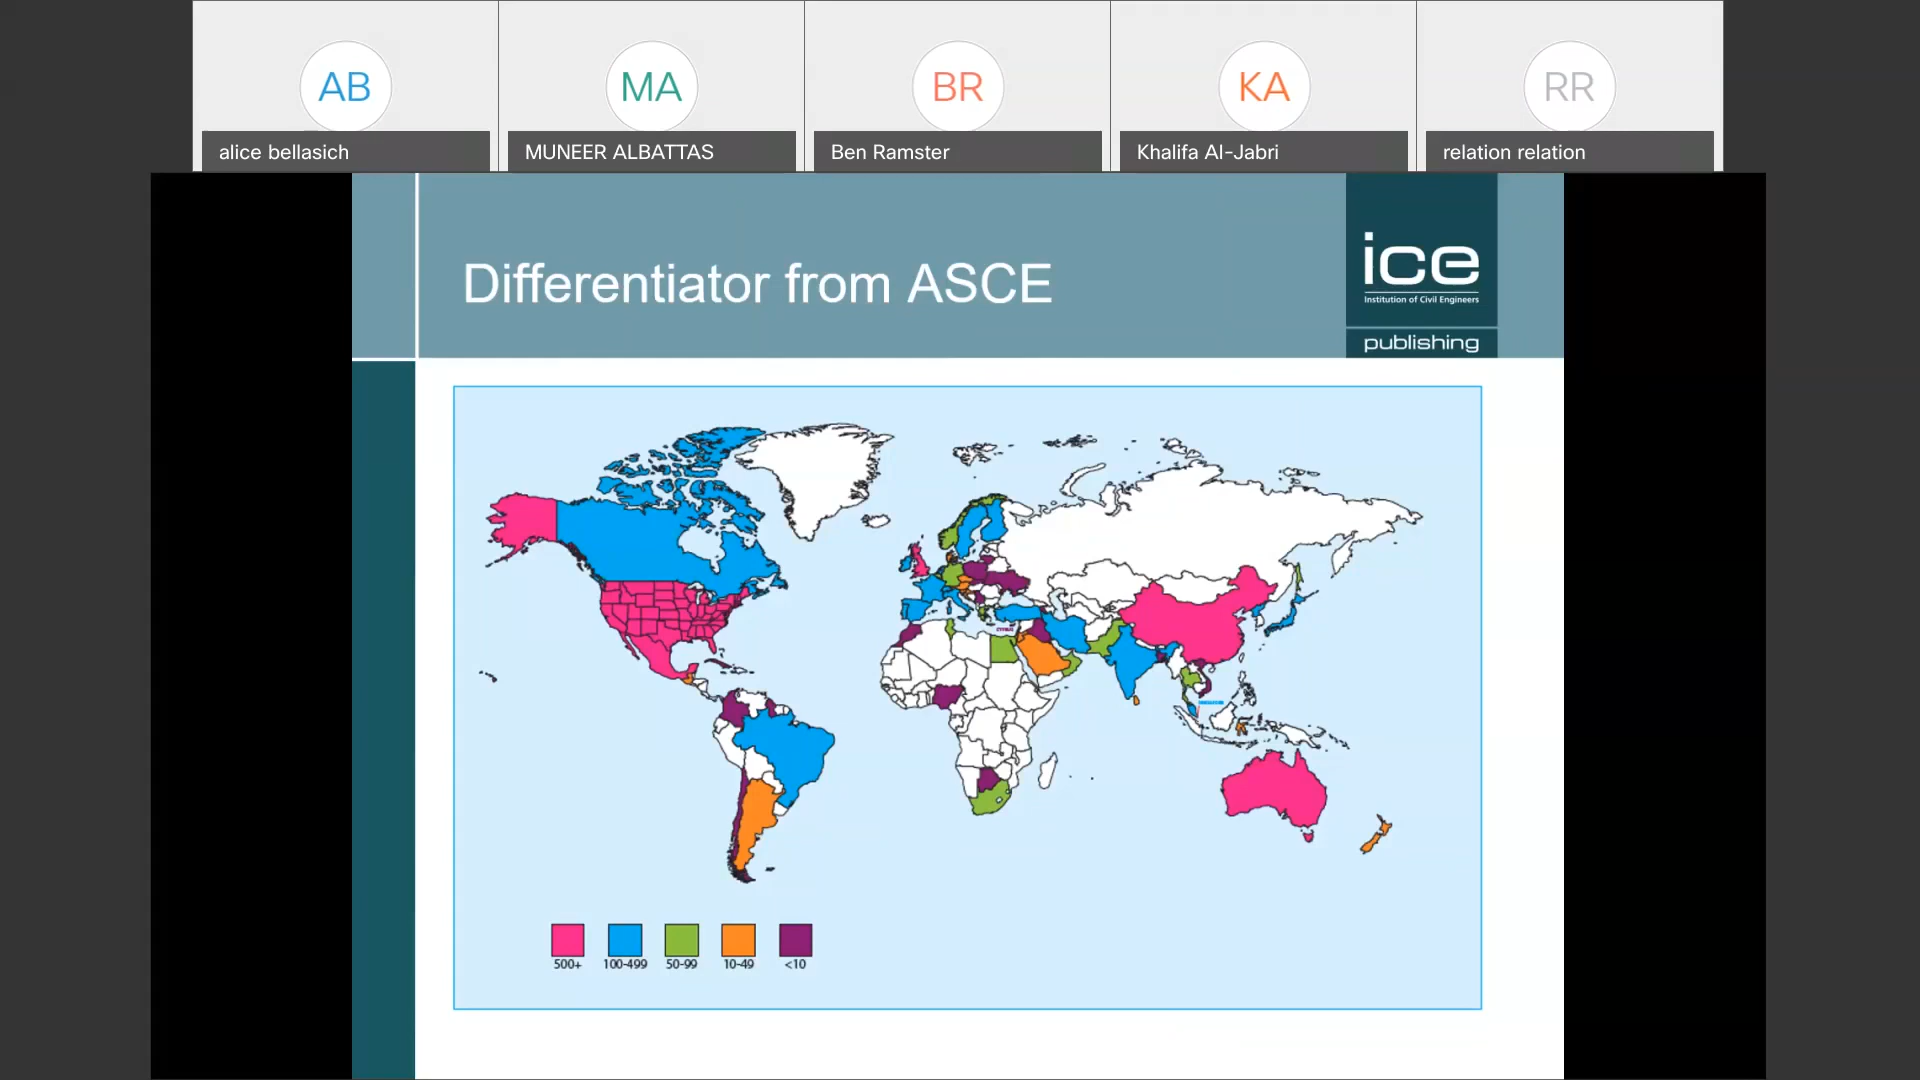 AB
MA
BR
KA
RR
alice bellasich
MUNEER ALBATTAS
Ben Ramster
Khalifa Al-Jabri
relation relation
Differentiator from ASCE
ice
Institution of Civil Engineers
publishing
500+
100-499
50-99
10-49
<10